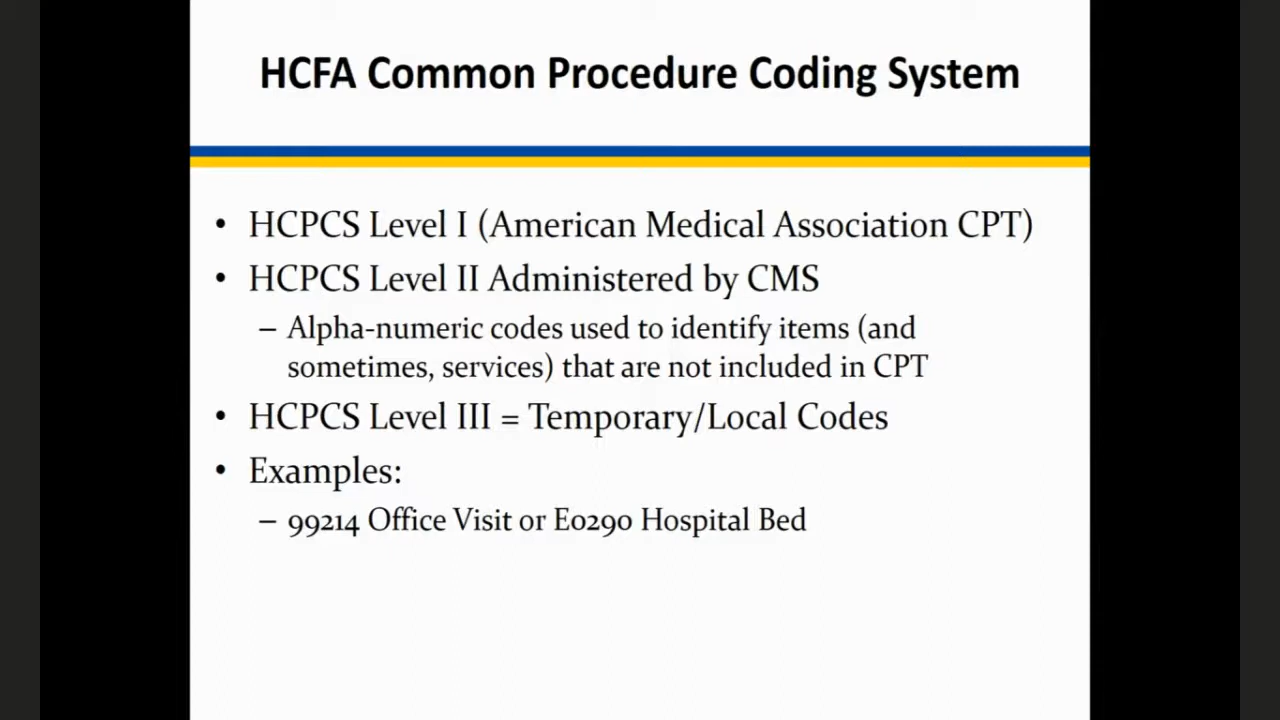 HCFA Common Procedure Coding System
• HCPCS Level I (American Medical Association CPT)
• HCPCS Level II Administered by CMS
– Alpha-numeric codes used to identify items (and
sometimes, services) that are not included in CPT
• HCPCS Level III = Temporary/Local Codes
• Examples:
– 99214 Office Visit or E0290 Hospital Bed